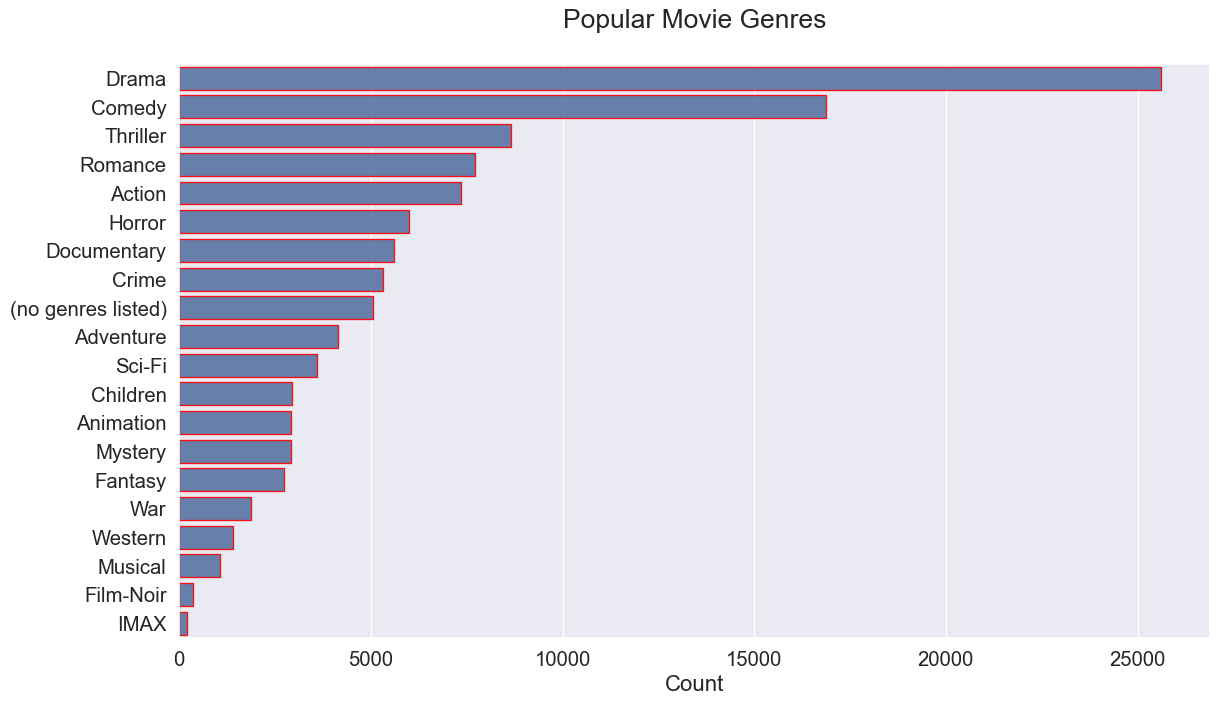 Popular Movie Genres
Drama
Comedy
Thriller
Romance
Action
Horror
Documentary
Crime
(no genres listed)
Adventure
Sci-Fi
Children
Animation
Mystery
Fantasy
War
Western
Musical
Film-Noir
IMAX
0 5000 10000 15000 20000 25000
Count